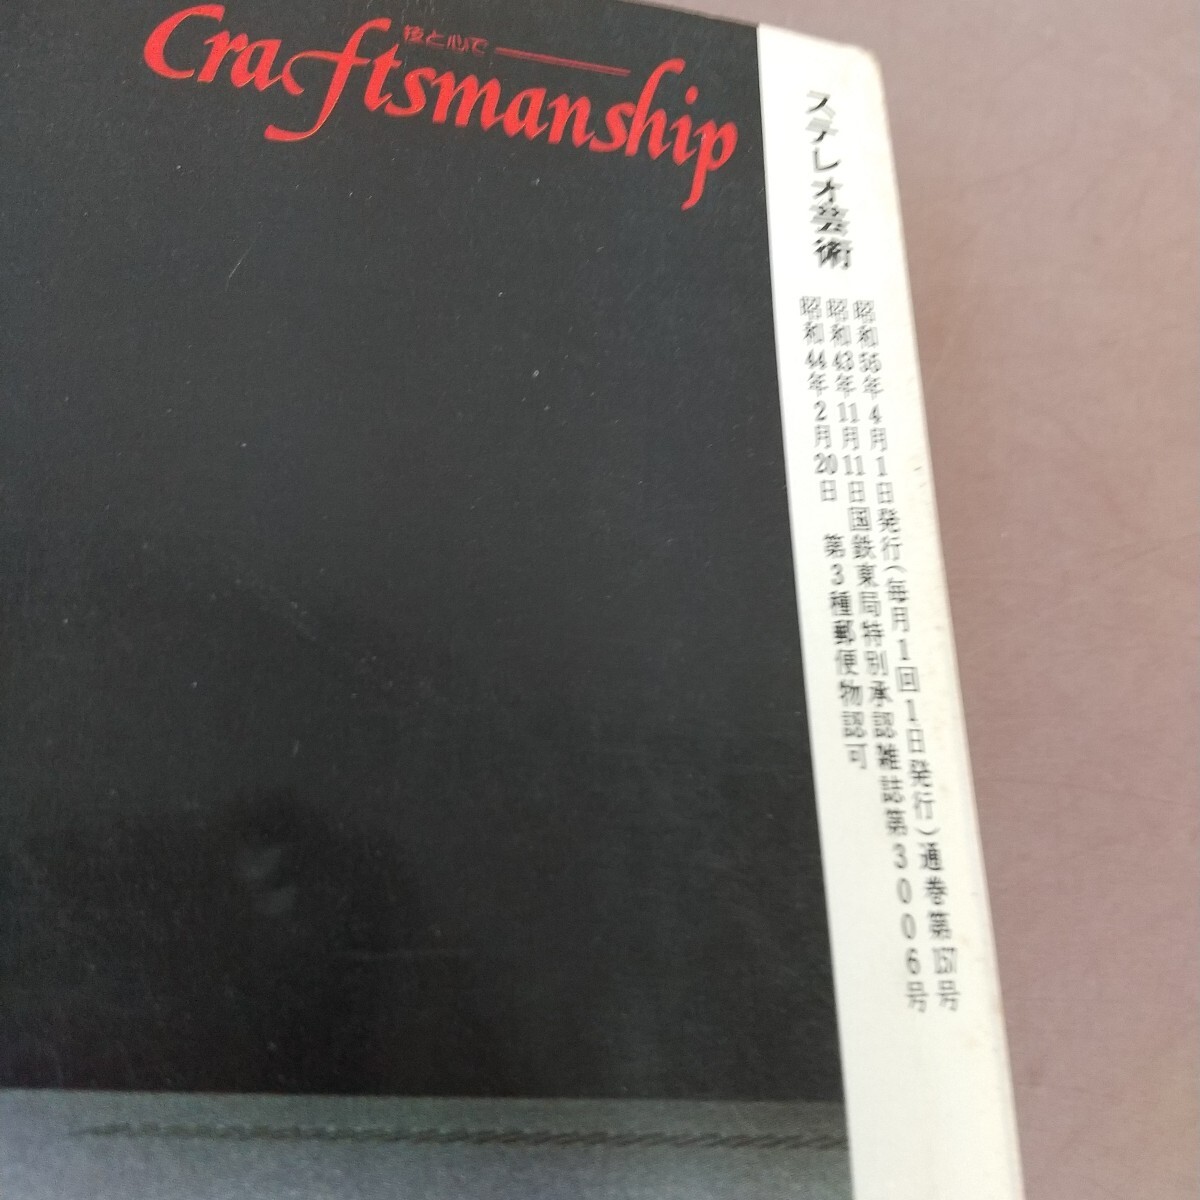 技と心で
Craftsmanship
ステレオ芸術
昭和55年4月1日発行(毎月1回1日発行)通巻第157号
昭和43年11月11日国鉄東局特別承認雑誌第3006号
昭和44年2月20日 第3種郵便物認可